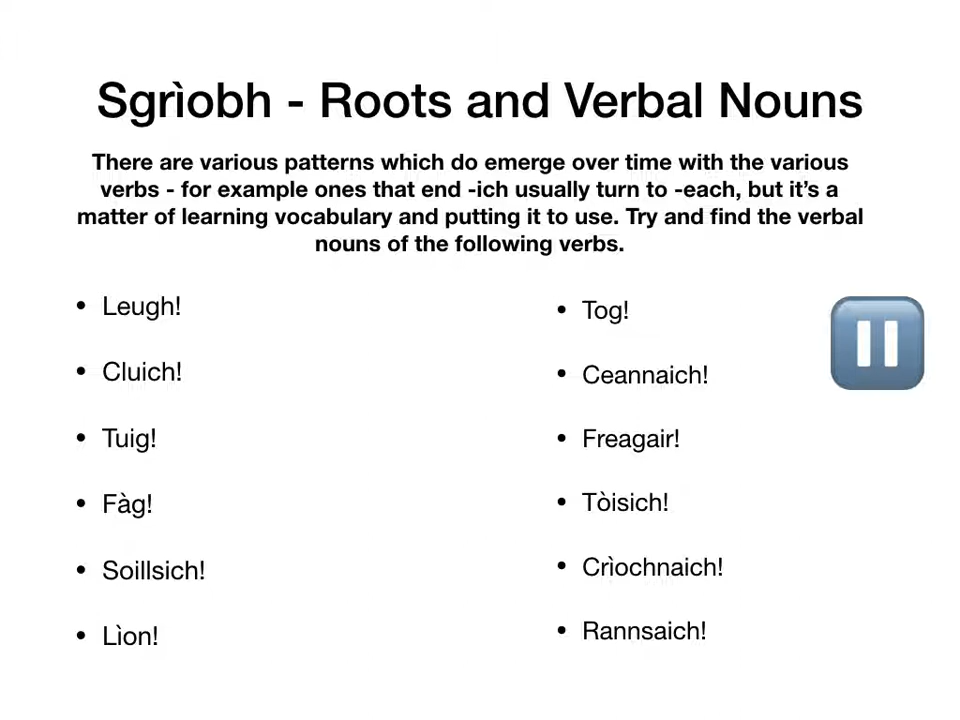 Sgrìobh - Roots and Verbal Nouns
There are various patterns which do emerge over time with the various
verbs - for example ones that end -ich usually turn to -each, but it's a
matter of learning vocabulary and putting it to use. Try and find the verbal
nouns of the following verbs.
• Leugh!
• Cluich!
• Tuig!
• Fàg!
• Soillsich!
• Lìon!
• Tog!
• Ceannaich!
• Freagair!
• Tòisich!
• Crìochnaich!
• Rannsaich!